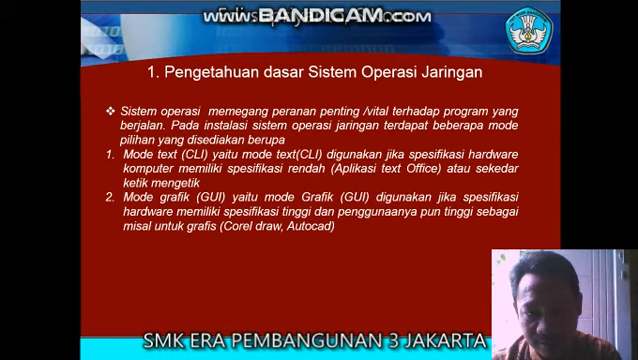 www.BANDICAM.com
1. Pengetahuan dasar Sistem Operasi Jaringan
❖ Sistem operasi memegang peranan penting /vital terhadap program yang
berjalan. Pada instalasi sistem operasi jaringan terdapat beberapa mode
pilihan yang disediakan berupa
1. Mode text (CLI) yaitu mode text(CLI) digunakan jika spesifikasi hardware
komputer memiliki spesifikasi rendah (Aplikasi text Office) atau sekedar
ketik mengetik
2. Mode grafik (GUI) yaitu mode Grafik (GUI) digunakan jika spesifikasi
hardware memiliki spesifikasi tinggi dan penggunaanya pun tinggi sebagai
misal untuk grafis (Corel draw, Autocad)
SMK ERA PEMBANGUNAN 3 JAKARTA